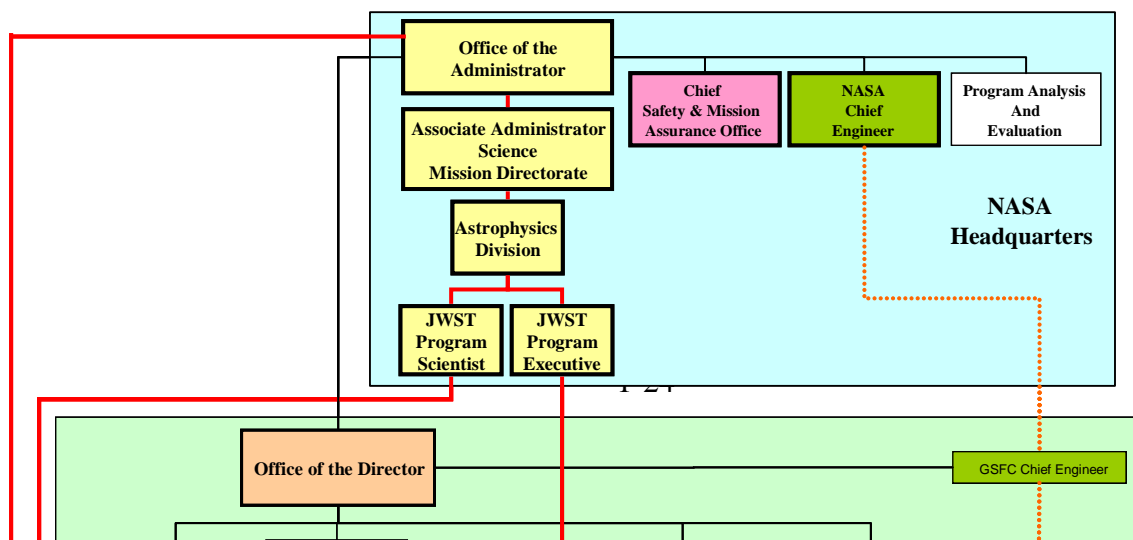 Office of the
Administrator
Chief
Safety & Mission
Assurance Office
NASA
Chief
Engineer
Program Analysis
And
Evaluation
Associate Administrator
Science
Mission Directorate
NASA
Headquarters
Astrophysics
Division
JWST
Program
Scientist
JWST
Program
Executive
Office of the Director
GSFC Chief Engineer